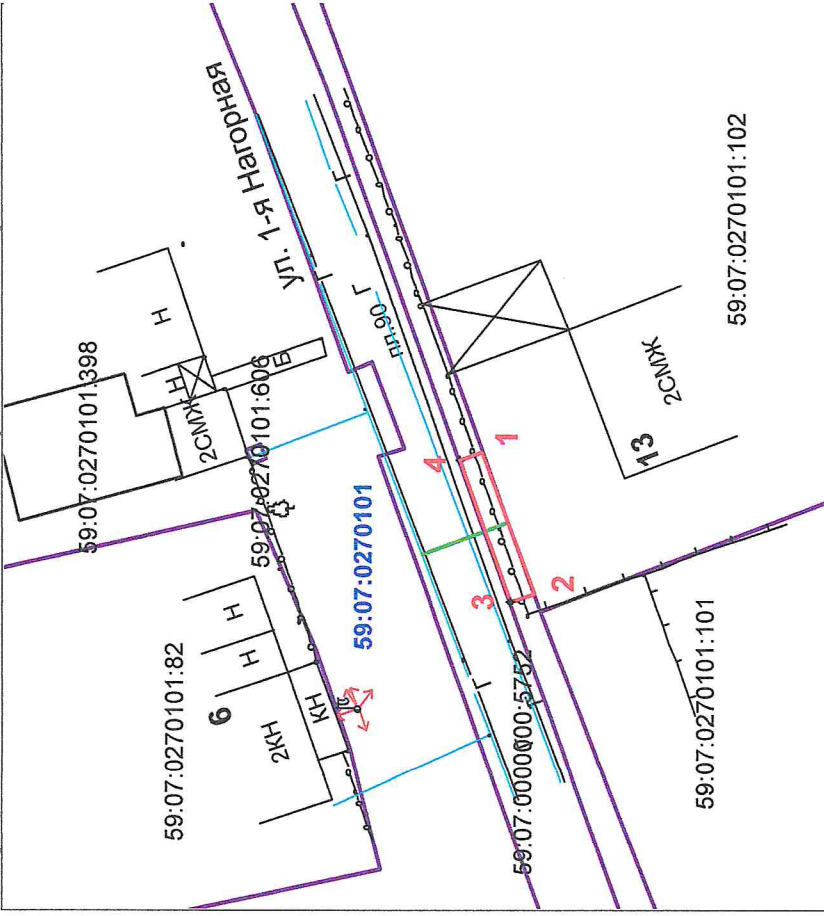 ул. 1-я Нагорная
59:07:0270101:398
Н
Н
2СМЖ
Б
59:07:0270101:606
59:07:0270101:82
6
Н
Н
2КН
КН
59:07:0270101
Г
Г
Г
Г
пл.90
59:07:0270101:102
2СМЖ
13
4
1
3
2
59:07:0000000:5752
59:07:0270101:101